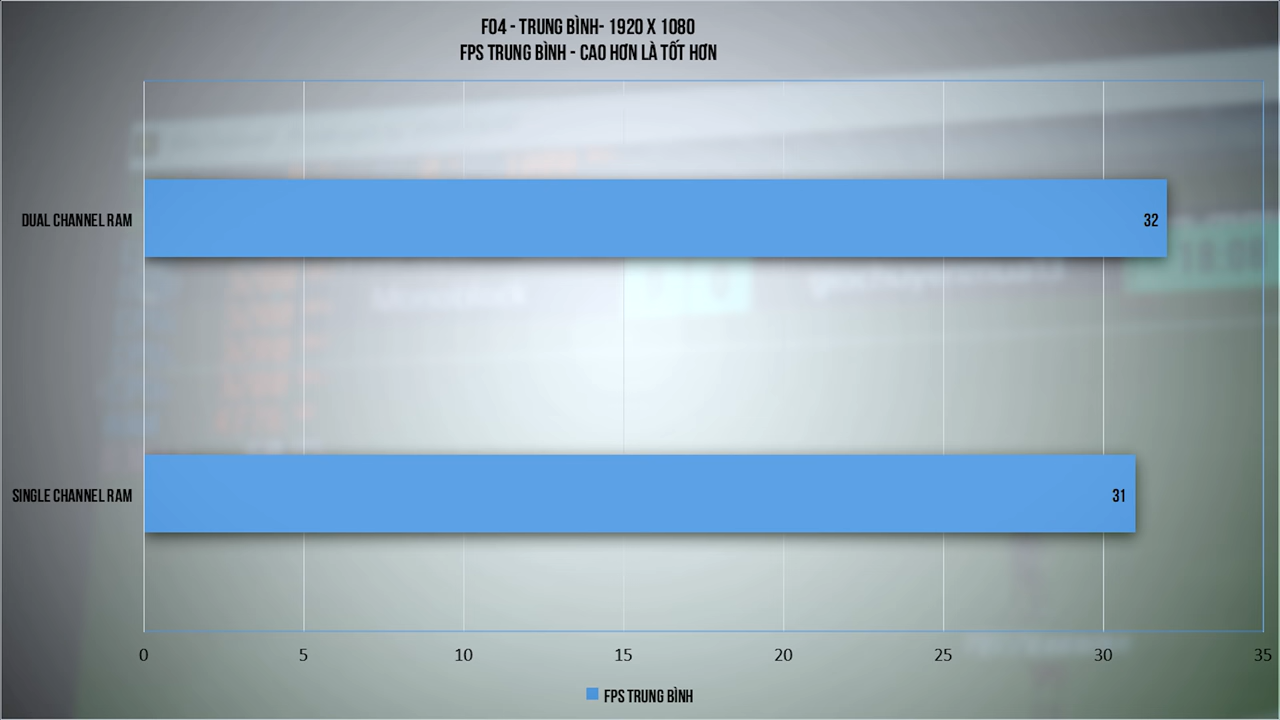 FO4 - TRUNG BÌNH- 1920 X 1080
FPS TRUNG BÌNH - CAO HƠN LÀ TỐT HƠN
DUAL CHANNEL RAM
32
SINGLE CHANNEL RAM
31
0 5 10 15 20 25 30 35
FPS TRUNG BÌNH